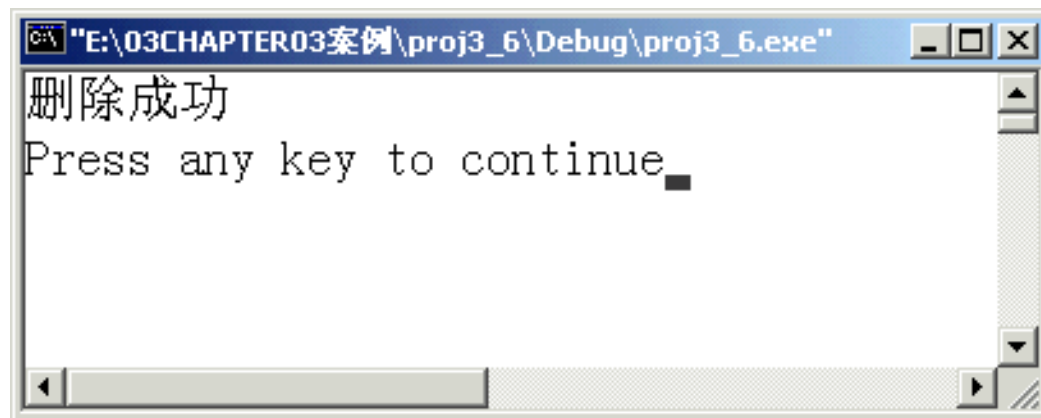 "E:\03CHAPTER03案例\proj3_6\Debug\proj3_6.exe"
删除成功
Press any key to continue